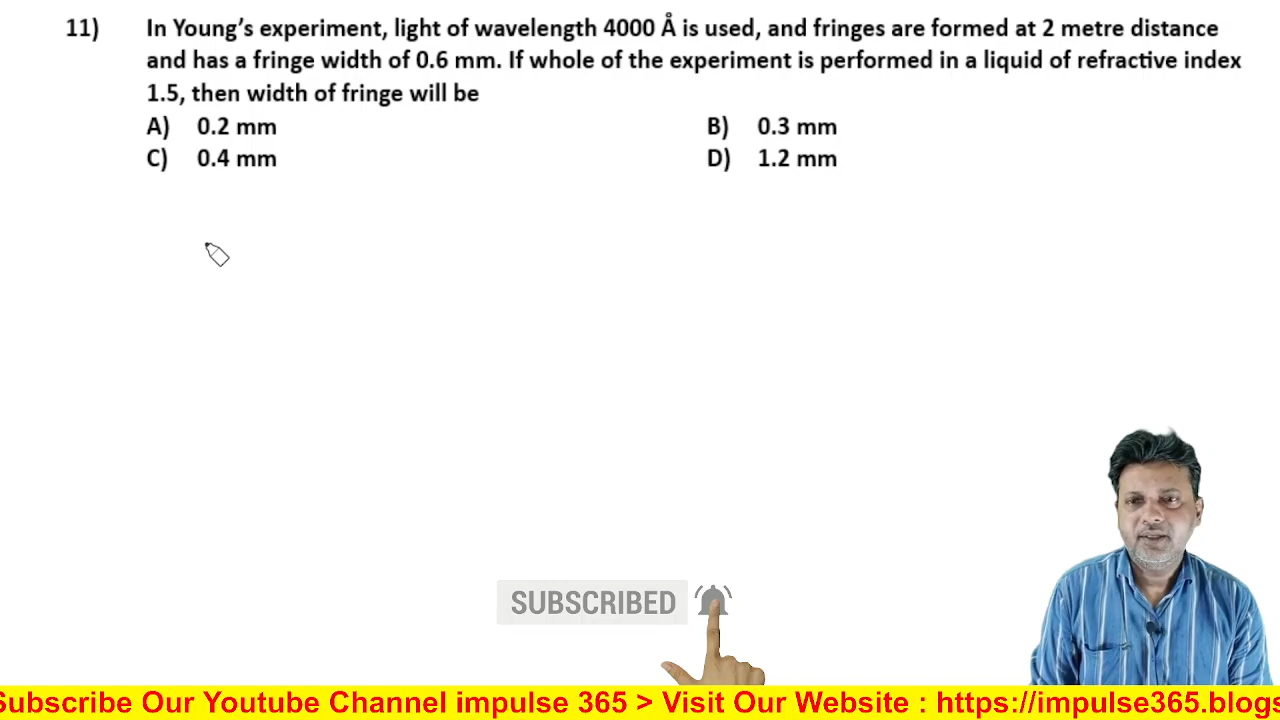 11) In Young's experiment, light of wavelength 4000 Å is used, and fringes are formed at 2 metre distance
and has a fringe width of 0.6 mm. If whole of the experiment is performed in a liquid of refractive index
1.5, then width of fringe will be
A) 0.2 mm B) 0.3 mm
C) 0.4 mm D) 1.2 mm
SUBSCRIBED
Subscribe Our Youtube Channel impulse 365 > Visit Our Website : https://impulse365.blogs